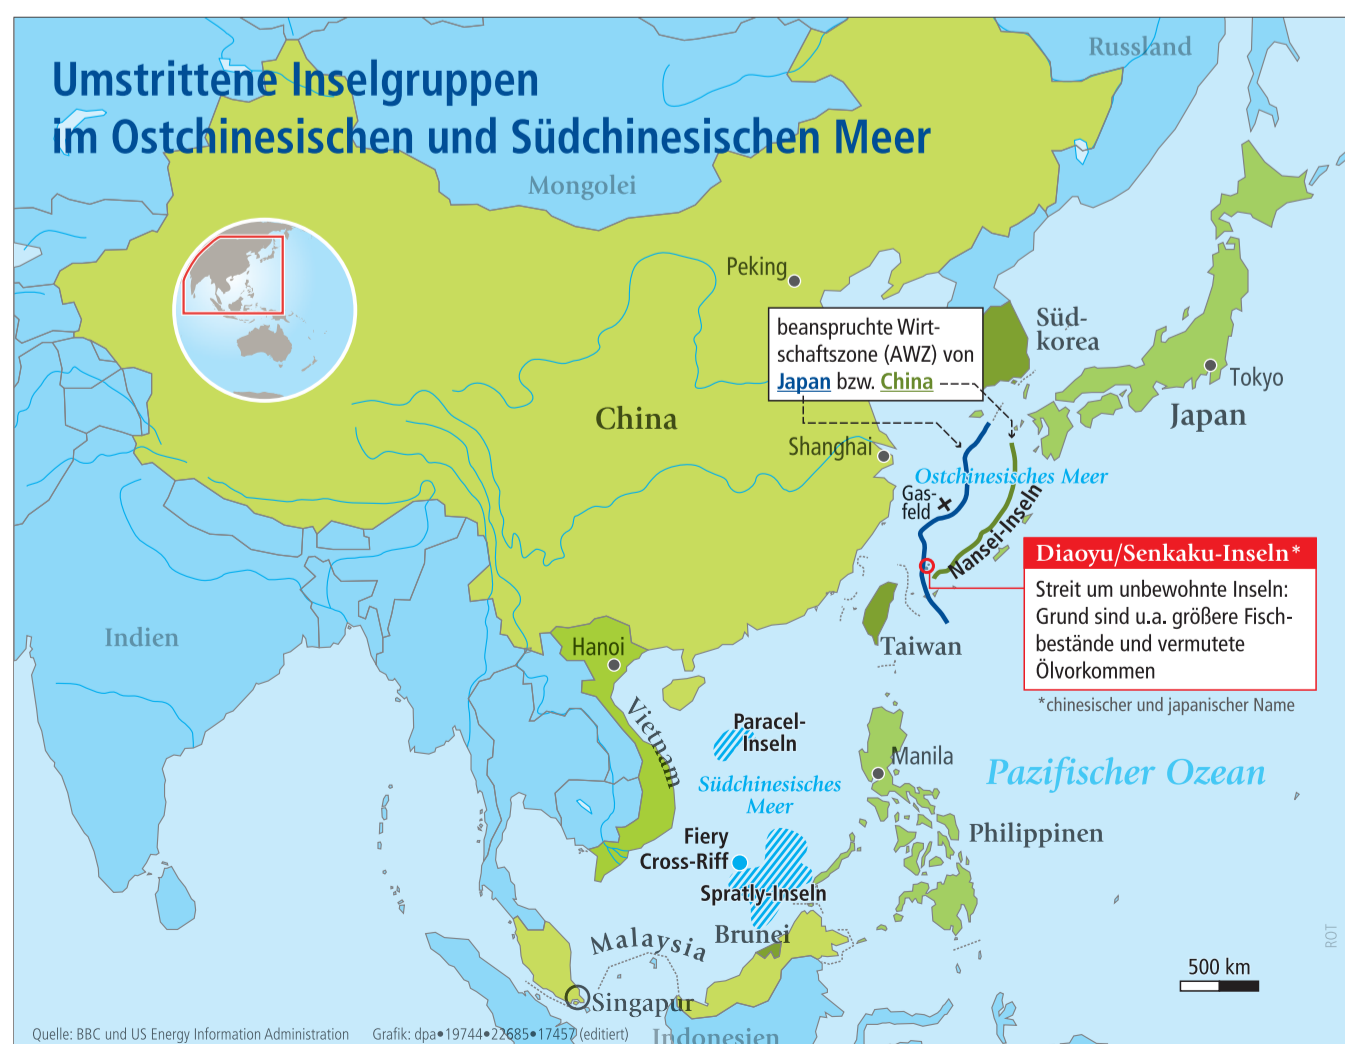 Umstrittene Inselgruppen
im Ostchinesischen und Südchinesischen Meer
Russland
Mongolei
Peking
Süd-
korea
beanspruchte Wirt-
schaftszone (AWZ) von
Japan bzw. China
Tokyo
Japan
China
Shanghai
Ostchinesisches Meer
Gas-
feld
Nansei-Inseln
Diaoyu/Senkaku-Inseln*
Streit um unbewohnte Inseln:
Grund sind u.a. größere Fisch-
bestände und vermutete
Ölvorkommen
*chinesischer und japanischer Name
Indien
Hanoi
Taiwan
Vietnam
Paracel-
Inseln
Manila
Pazifischer Ozean
Südchinesisches
Meer
Fiery
Cross-Riff
Philippinen
Spratly-Inseln
Malaysia
Brunei
ROT
500 km
Singapur
Indonesien
Quelle: BBC und US Energy Information Administration Grafik: dpa•19744•22685•17457 (editiert)